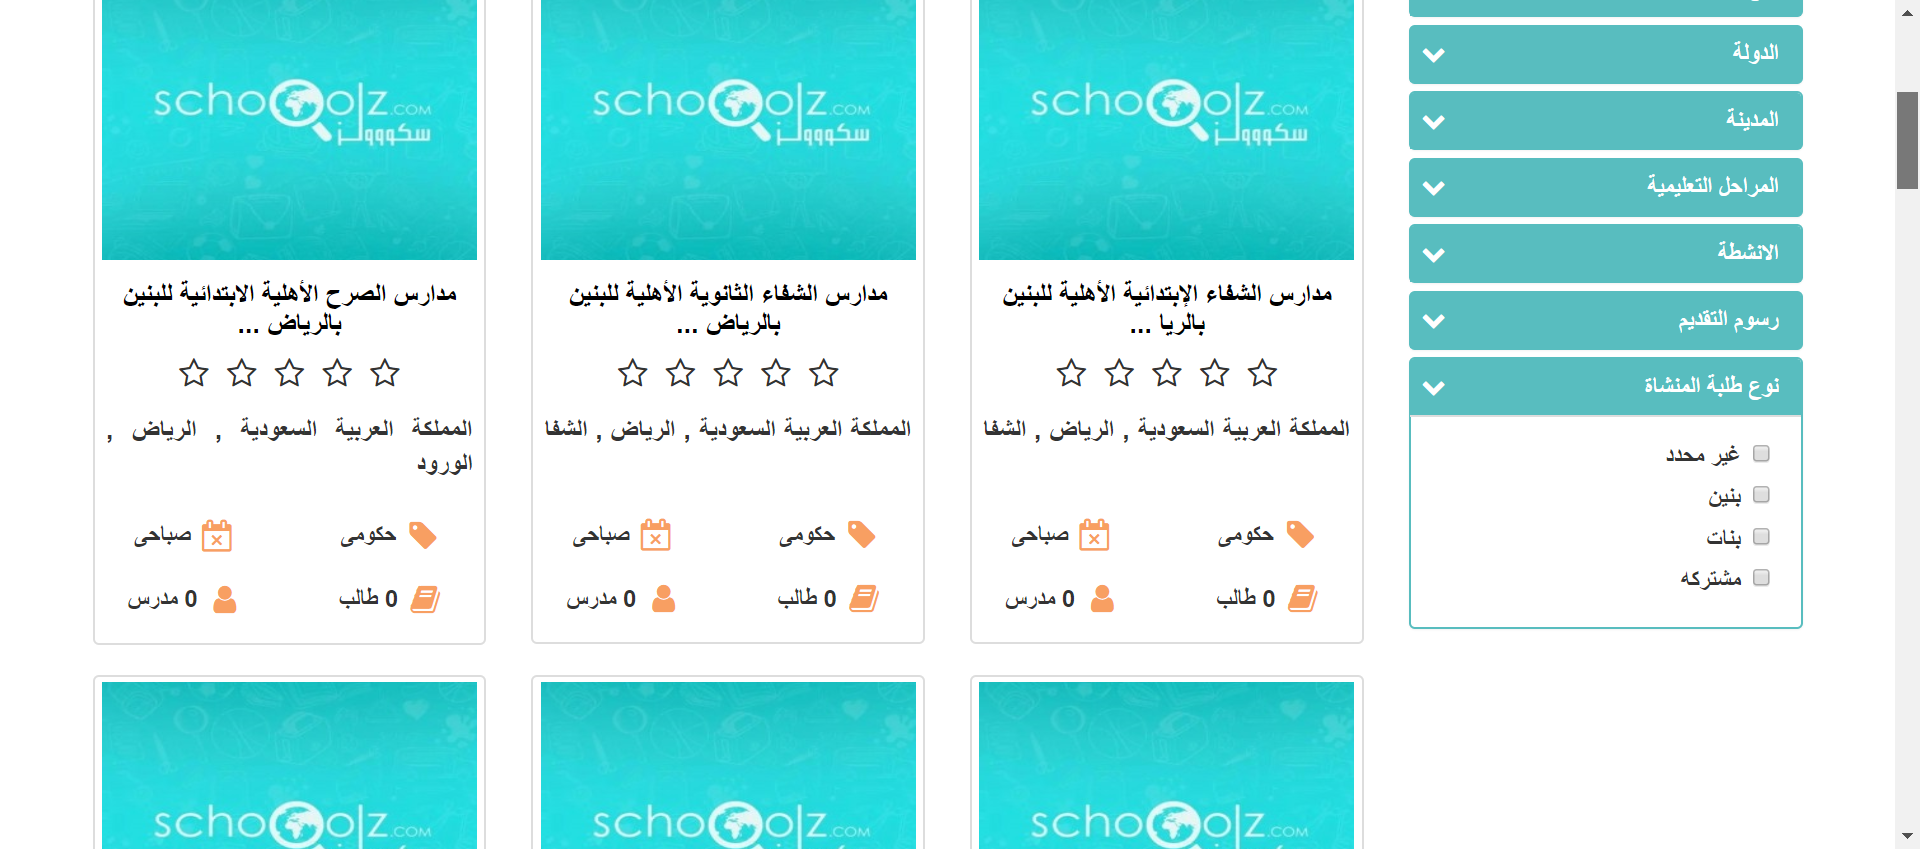 الدولة
المدينة
المراحل التعليمية
الانشطة
رسوم التقديم
نوع طلبة المنشاة
غير محدد
بنين
بنات
مشتركه
schoolz.com
سكوووولز
مدارس الشفاء الإبتدائية الأهلية للبنين
بالريا ...
المملكة العربية السعودية , الرياض , الشفا
حكومى
صباحى
0 طالب
0 مدرس
schoolz.com
سكوووولز
مدارس الشفاء الثانوية الأهلية للبنين
بالرياض ...
المملكة العربية السعودية , الرياض , الشفا
حكومى
صباحى
0 طالب
0 مدرس
schoolz.com
سكوووولز
مدارس الصرح الأهلية الابتدائية للبنين
بالرياض ...
المملكة العربية السعودية , الرياض ,
الورود
حكومى
صباحى
0 طالب
0 مدرس
schoolz.com
schoolz.com
schoolz.com